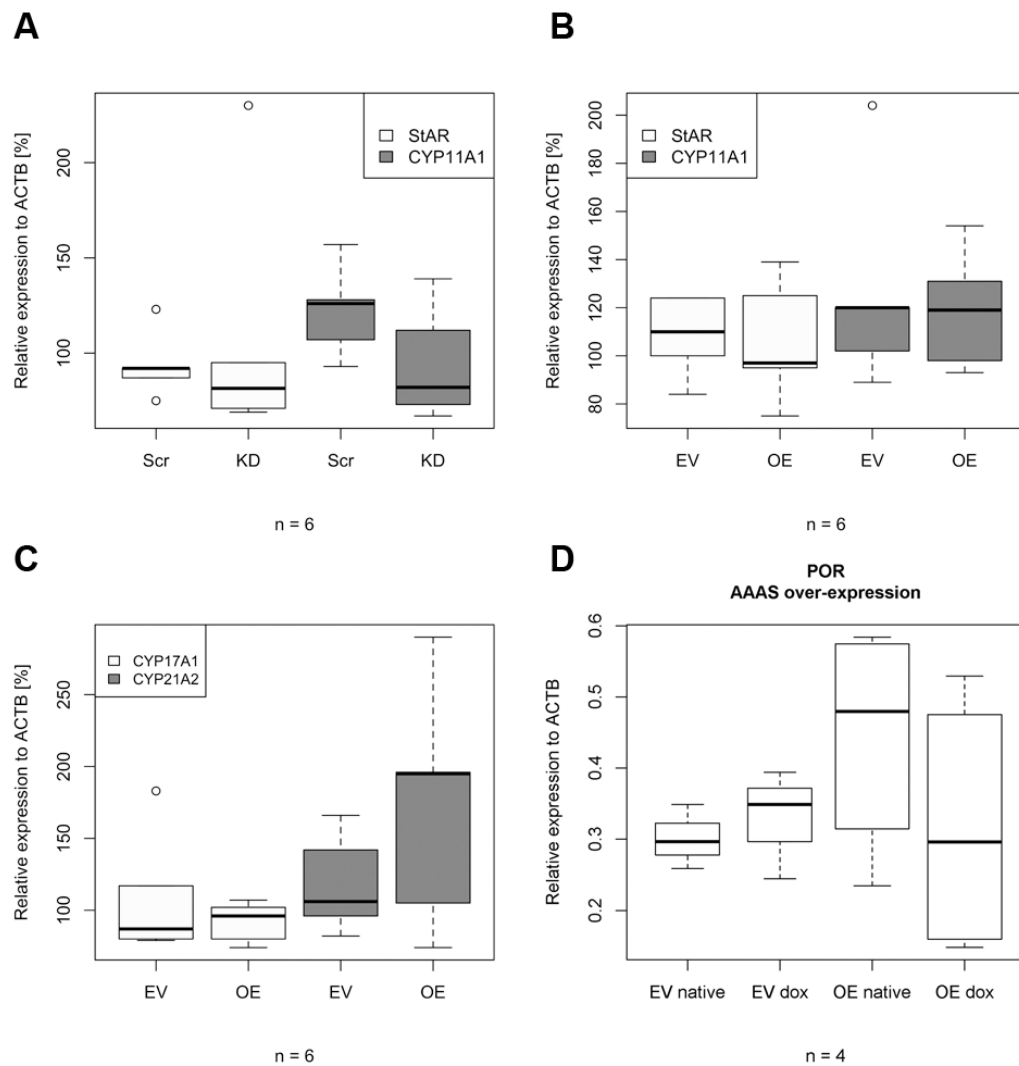 A
Relative expression to ACTB [%]
200
150
100
StAR
CYP11A1
Scr
KD
Scr
KD
n = 6
B
Relative expression to ACTB [%]
200
180
160
140
120
100
80
StAR
CYP11A1
EV
OE
EV
OE
n = 6
C
Relative expression to ACTB [%]
250
200
150
100
CYP17A1
CYP21A2
EV
OE
EV
OE
n = 6
D
POR
AAAS over-expression
Relative expression to ACTB
0.6
0.5
0.4
0.3
0.2
EV native
EV dox
OE native
OE dox
n = 4